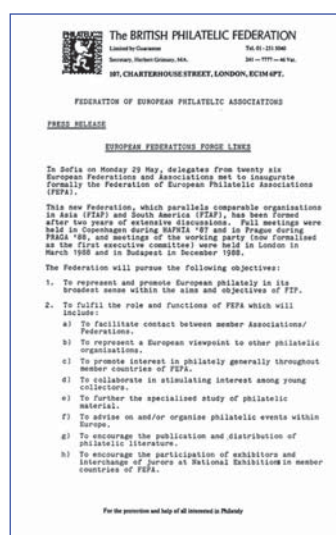 The BRITISH PHILATELIC FEDERATION
Limited by Guarantee
Tel. 01-251 5040
Secretary, Herbert Grimsey, MA.
107, CHARTERHOUSE STREET, LONDON, EC1M 6PT.
FEDERATION OF EUROPEAN PHILATELIC ASSOCIATIONS
PRESS RELEASE
EUROPEAN FEDERATIONS FORGE LINKS
In Sofia on Monday 29 May, delegates from twenty six
European Federations and Associations met to inaugurate
formally the Federation of European Philatelic Associations
(FEPA).
This new Federation, which parallels comparable organisations
in Asia (FIAP) and South America (FIAF), has been formed
after two years of extensive discussions. Full meetings were
held in Copenhagen during HAFNIA '87 and in Prague during
PRAGA '88, and meetings of the working party (now formalised
as the first executive committee) were held in London in
March 1988 and in Budapest in December 1988.
The Federation will pursue the following objectives:
1. To represent and promote European philately in its
broadest sense within the aims and objectives of FIP.
2. To fulfil the role and functions of FEPA which will
include:
a) To facilitate contact between member Associations/
Federations.
b) To represent a European viewpoint to other philatelic
organisations.
c) To promote interest in philately generally throughout
member countries of FEPA.
d) To collaborate in stimulating interest among young
collectors.
e) To further the specialised study of philatelic
material.
f) To advise on and/or organise philatelic events within
Europe.
g) To encourage the publication and distribution of
philatelic literature.
h) To encourage the participation of exhibitors and
interchange of jurors at National Exhibitions in member
countries of FEPA.
For the protection and help of all interested in Philately